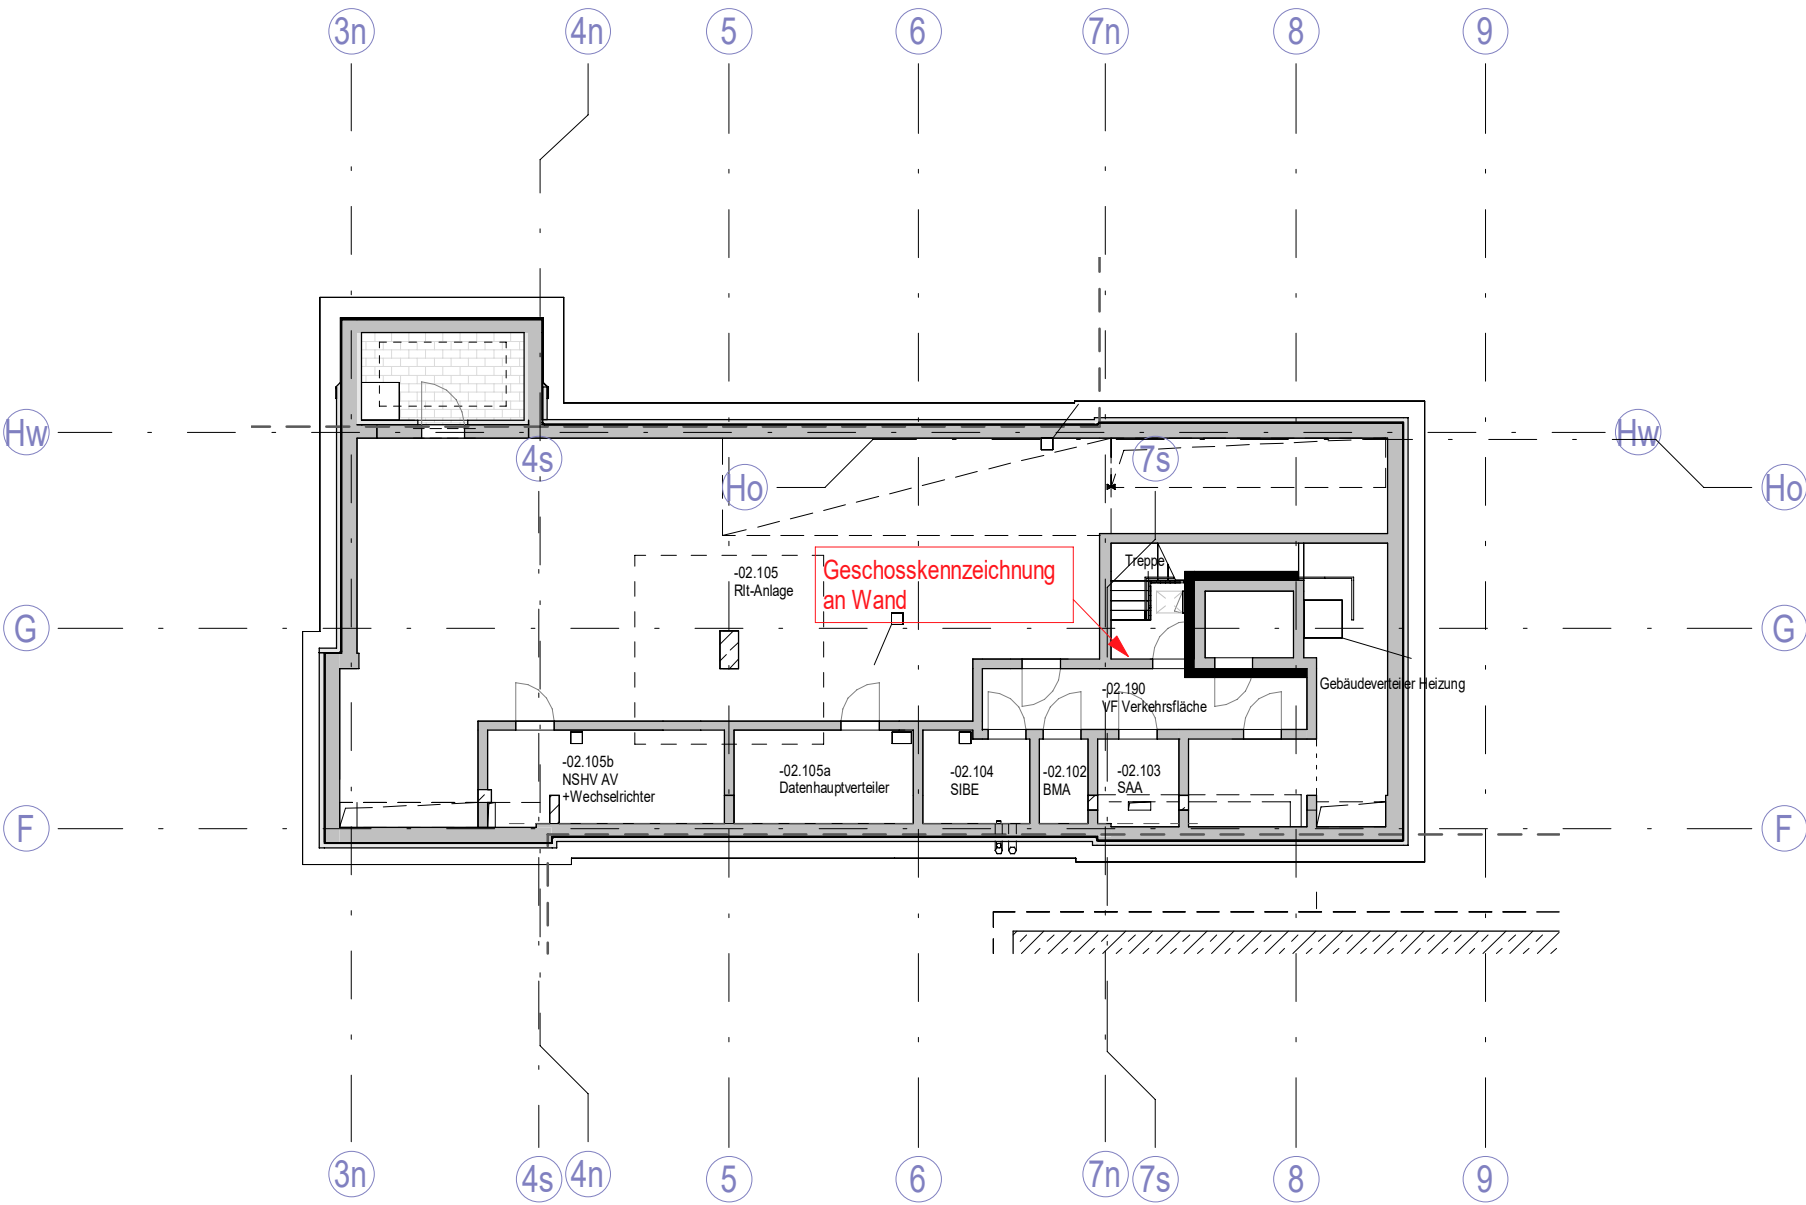 3n
4n
5
6
7n
8
9
Hw
Hw
4s
7s
Ho
Ho
Treppe
-02.105
Rlt-Anlage
Geschosskennzeichnung
an Wand
G
G
Gebäudeverteiler Heizung
-02.190
VF Verkehrsfläche
-02.105b
NSHV AV
+Wechselrichter
-02.105a
Datenhauptverteiler
-02.104
SIBE
-02.102
BMA
-02.103
SAA
F
F
3n
4s
4n
5
6
7n
7s
8
9